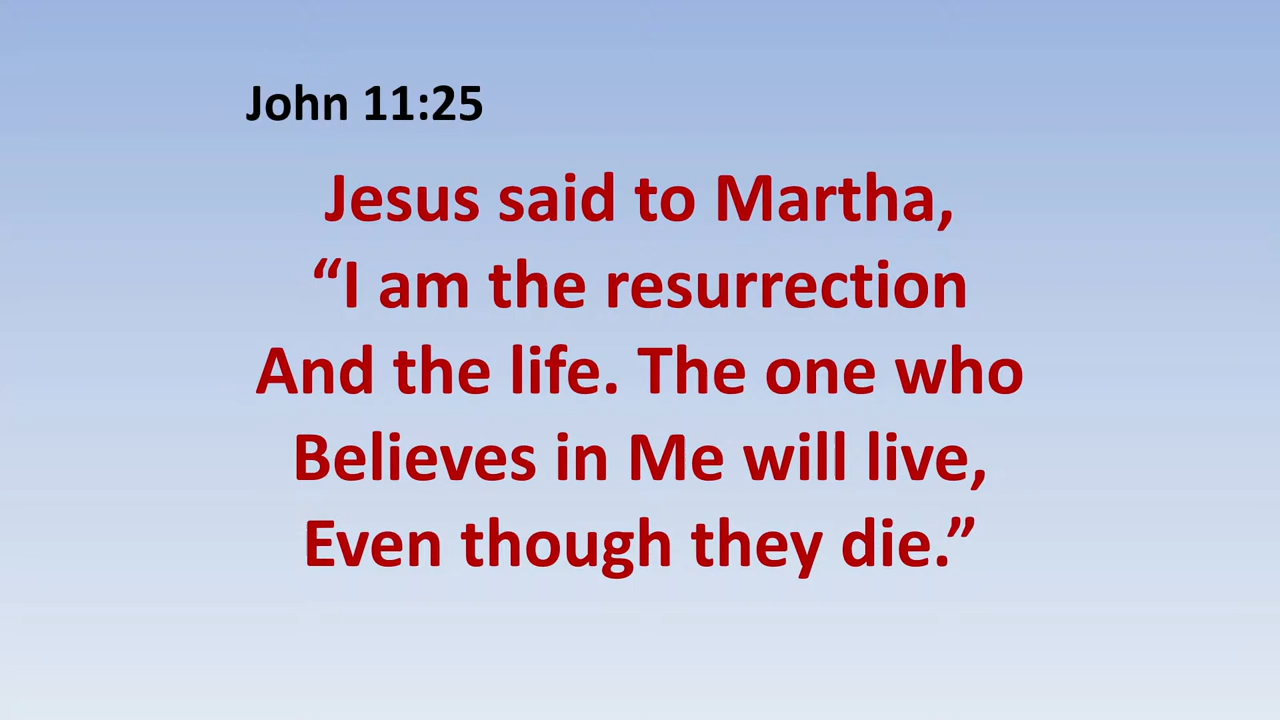 John 11:25
Jesus said to Martha,
“I am the resurrection
And the life. The one who
Believes in Me will live,
Even though they die.”